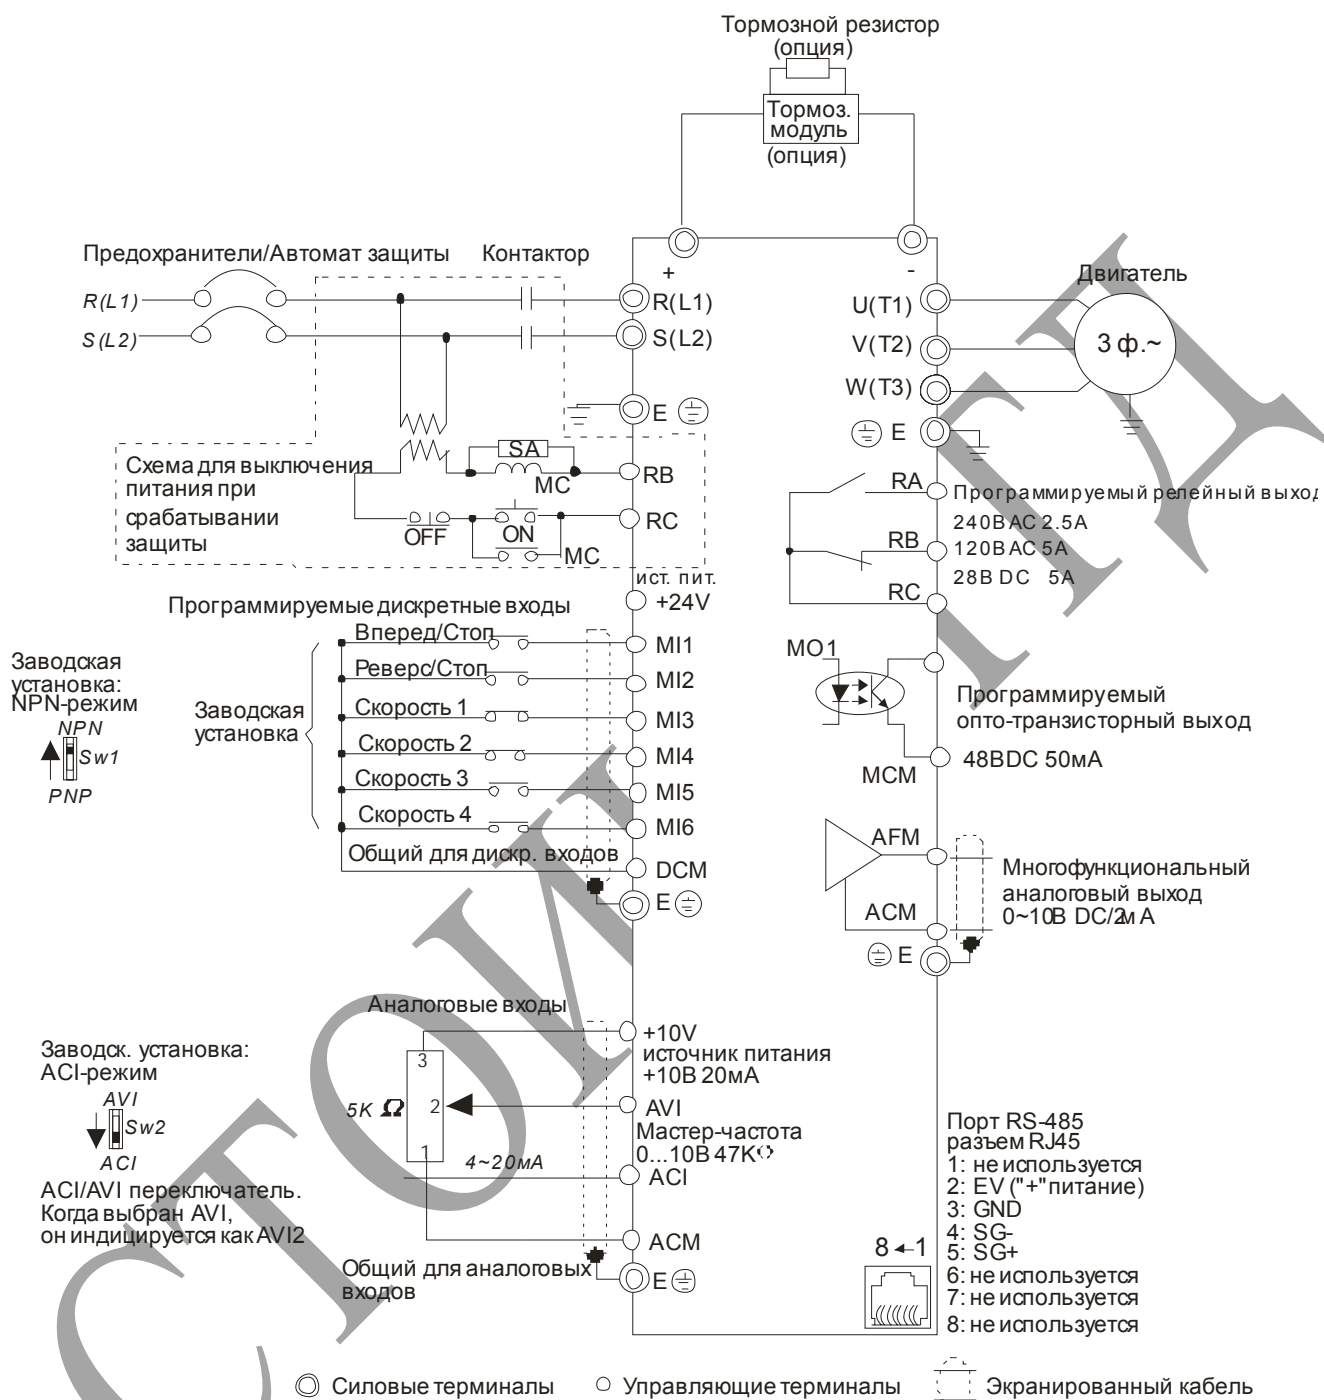 Тормозной резистор
(опция)
Тормоз.
модуль
(опция)
+
-
Предохранители/Автомат защиты
Контактор
R(L1)
S(L2)
R(L1)
S(L2)
E
Двигатель
U(T1)
V(T2)
W(T3)
3 ф.~
E
Схема для выключения
питания при
срабатывании
защиты
SA
MC
OFF
ON
MC
RB
RC
RA
RB
RC
Программируемый релейный выход
240В AC 2.5A
120В AC 5A
28В DC 5A
ист. пит.
+24V
Программируемые дискретные входы
Заводская
установка:
NPN-режим
NPN
Sw1
PNP
Заводская
установка
Вперед/Стоп
MI1
Реверс/Стоп
MI2
Скорость 1
MI3
Скорость 2
MI4
Скорость 3
MI5
Скорость 4
MI6
Общий для дискр. входов
DCM
E
MO1
MCM
Программируемый
опто-транзисторный выход
48В DC 50мА
AFM
ACM
E
Многофункциональный
аналоговый выход
0~10В DC/2мА
Аналоговые входы
Заводск. установка:
ACI-режим
AVI
Sw2
ACI
ACI/AVI переключатель.
Когда выбран AVI,
он индицируется как AVI2
3
2
1
5K Ω
4~20мА
+10V
источник питания
+10В 20мА
AVI
Мастер-частота
0...10В 47K
ACI
ACM
Общий для аналоговых
входов
E
Порт RS-485
разъем RJ45
1: не используется
2: EV ("+"питание)
3: GND
4: SG-
5: SG+
6: не используется
7: не используется
8: не используется
8←1
Силовые терминалы
Управляющие терминалы
Экранированный кабель
СТОИК ЛТД